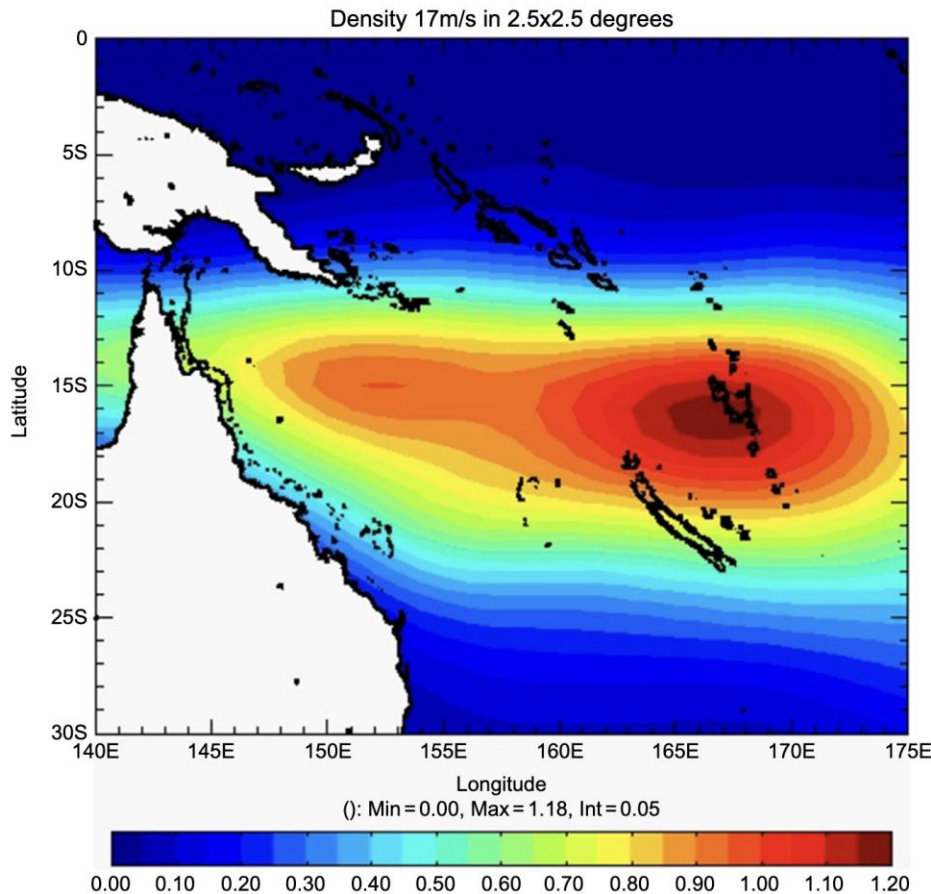 Density 17m/s in 2.5x2.5 degrees
0
5S
10S
15S
20S
25S
30S
Latitude
140E 145E 150E 155E 160E 165E 170E 175E
Longitude
(): Min = 0.00, Max = 1.18, Int = 0.05
0.00 0.10 0.20 0.30 0.40 0.50 0.60 0.70 0.80 0.90 1.00 1.10 1.20